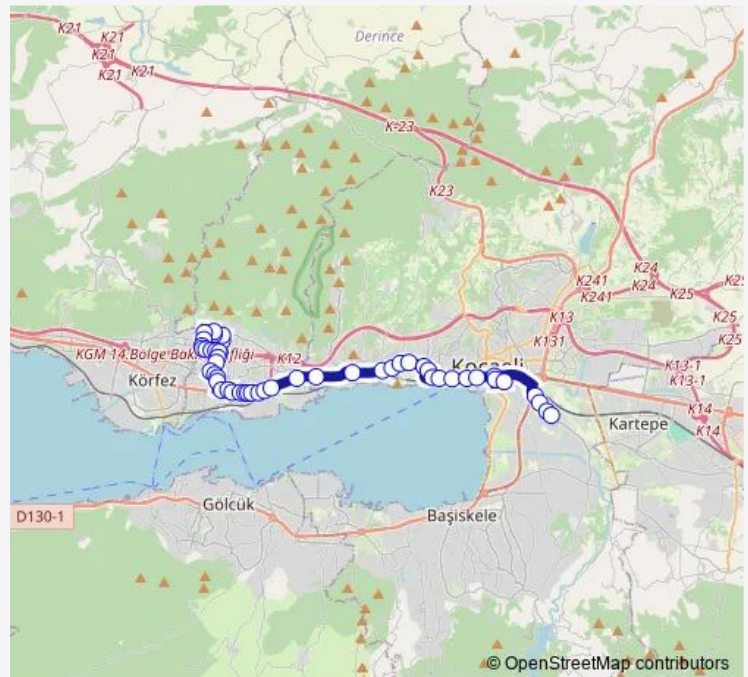 K21
K21
K21
K21
K21
Derince
K-23
K23
K241
K241
K24
K24
K25
K25
K25
K25
K13
K131
KGM 14.Bölge
K12
Körfez
Kocaeli
K13-1
K13-1
K14
K14
Kartepe
Gölcük
Başiskele
D130-1
© OpenStreetMap contributors